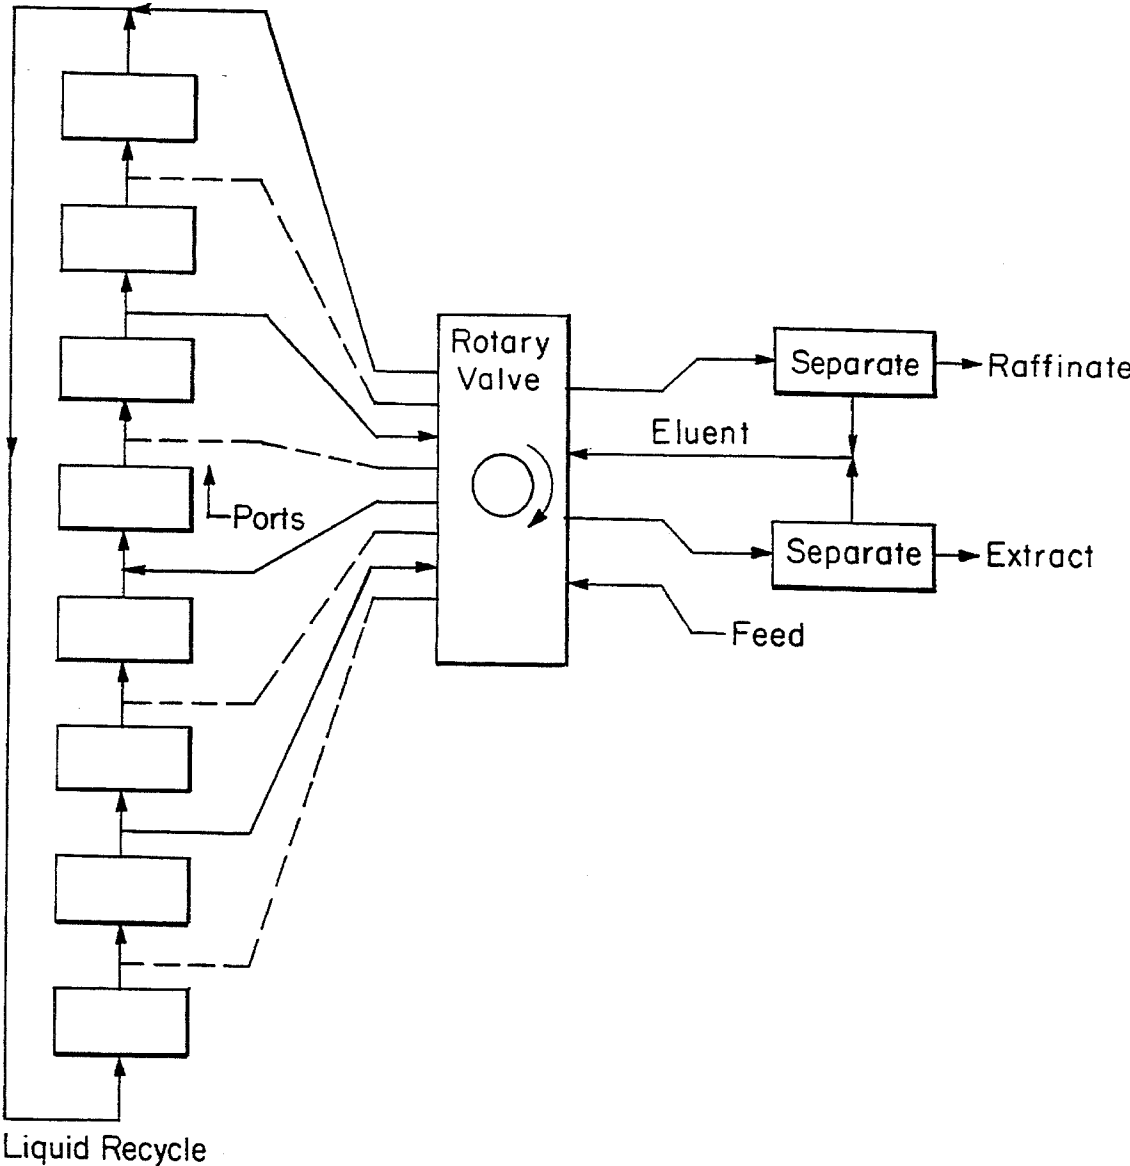 Rotary
Valve
Separate
Raffinate
Eluent
Ports
Separate
Extract
Feed
Liquid Recycle